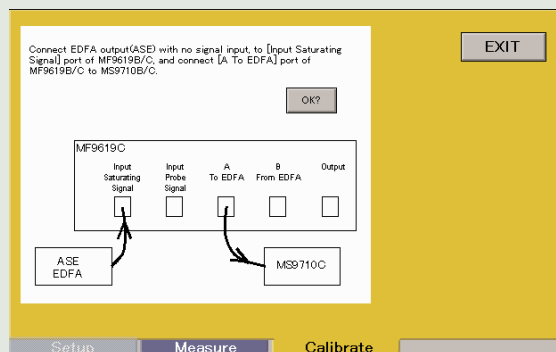 Connect EDFA output(ASE) with no signal input, to [Input Saturating
Signal] port of MF9619B/C, and connect [A To EDFA] port of
MF9619B/C to MS9710B/C.
EXIT
OK?
MF9619C
Input
Saturating
Signal
Input
Probe
Signal
A
To EDFA
B
From EDFA
Output
ASE
EDFA
MS9710C
Setup
Measure
Calibrate